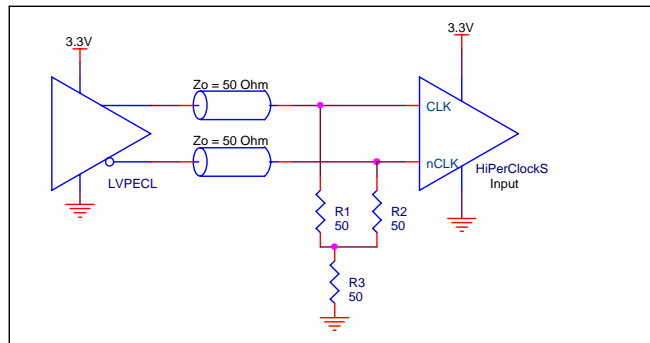 3.3V
3.3V
Zo = 50 Ohm
CLK
Zo = 50 Ohm
nCLK
LVPECL
HiPerClockS
Input
R1
50
R2
50
R3
50